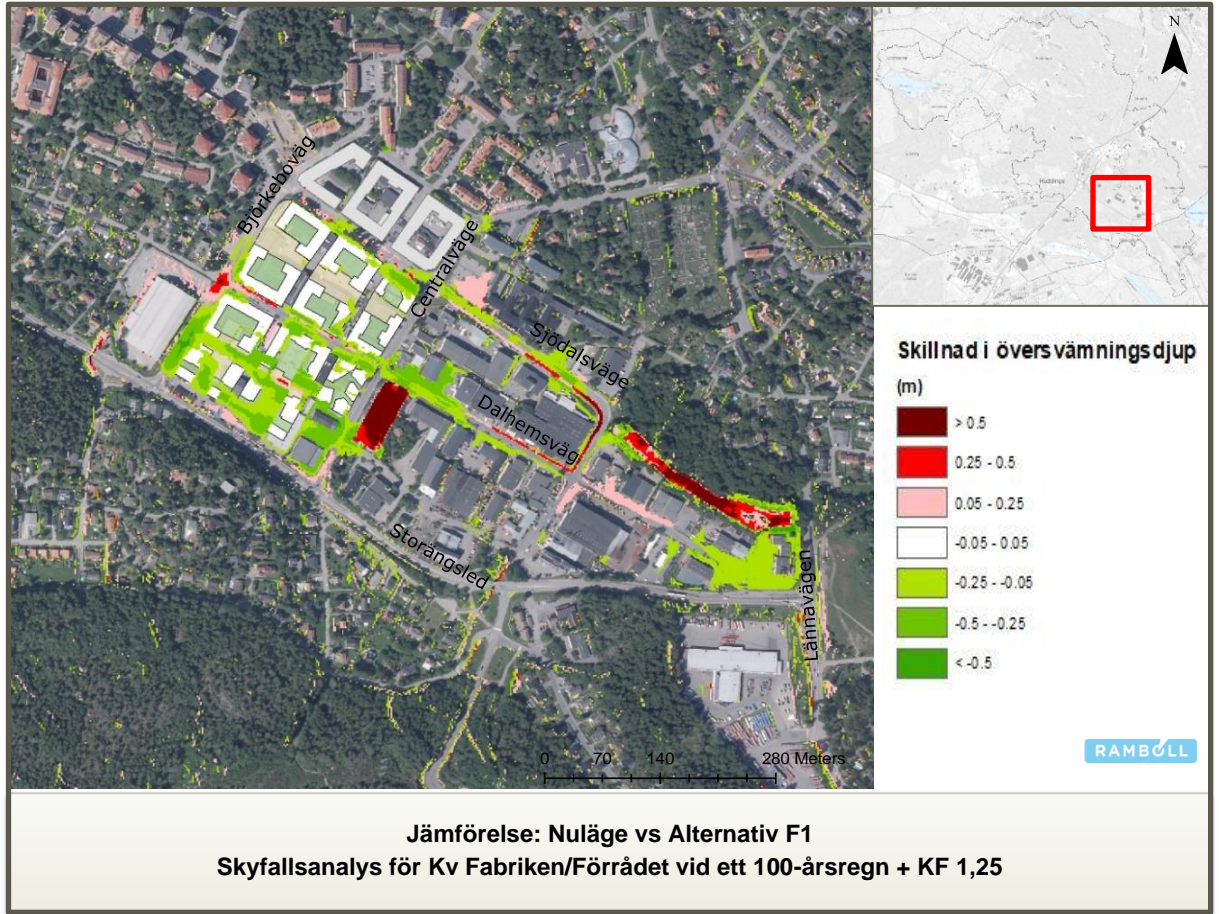 N
Huddinge
Björkeboväg
Centralväge
Sjödalsväge
Dalhemsväg
Storängsled
Lännavägen
0 70 140 280 Meters
Skillnad i översvämningsdjup
(m)
> 0.5
0.25 - 0.5
0.05 - 0.25
-0.05 - 0.05
-0.25 - -0.05
-0.5 - -0.25
< -0.5
RAMBOLL
Jämförelse: Nuläge vs Alternativ F1
Skyfallsanalys för Kv Fabriken/Förrådet vid ett 100-årsregn + KF 1,25